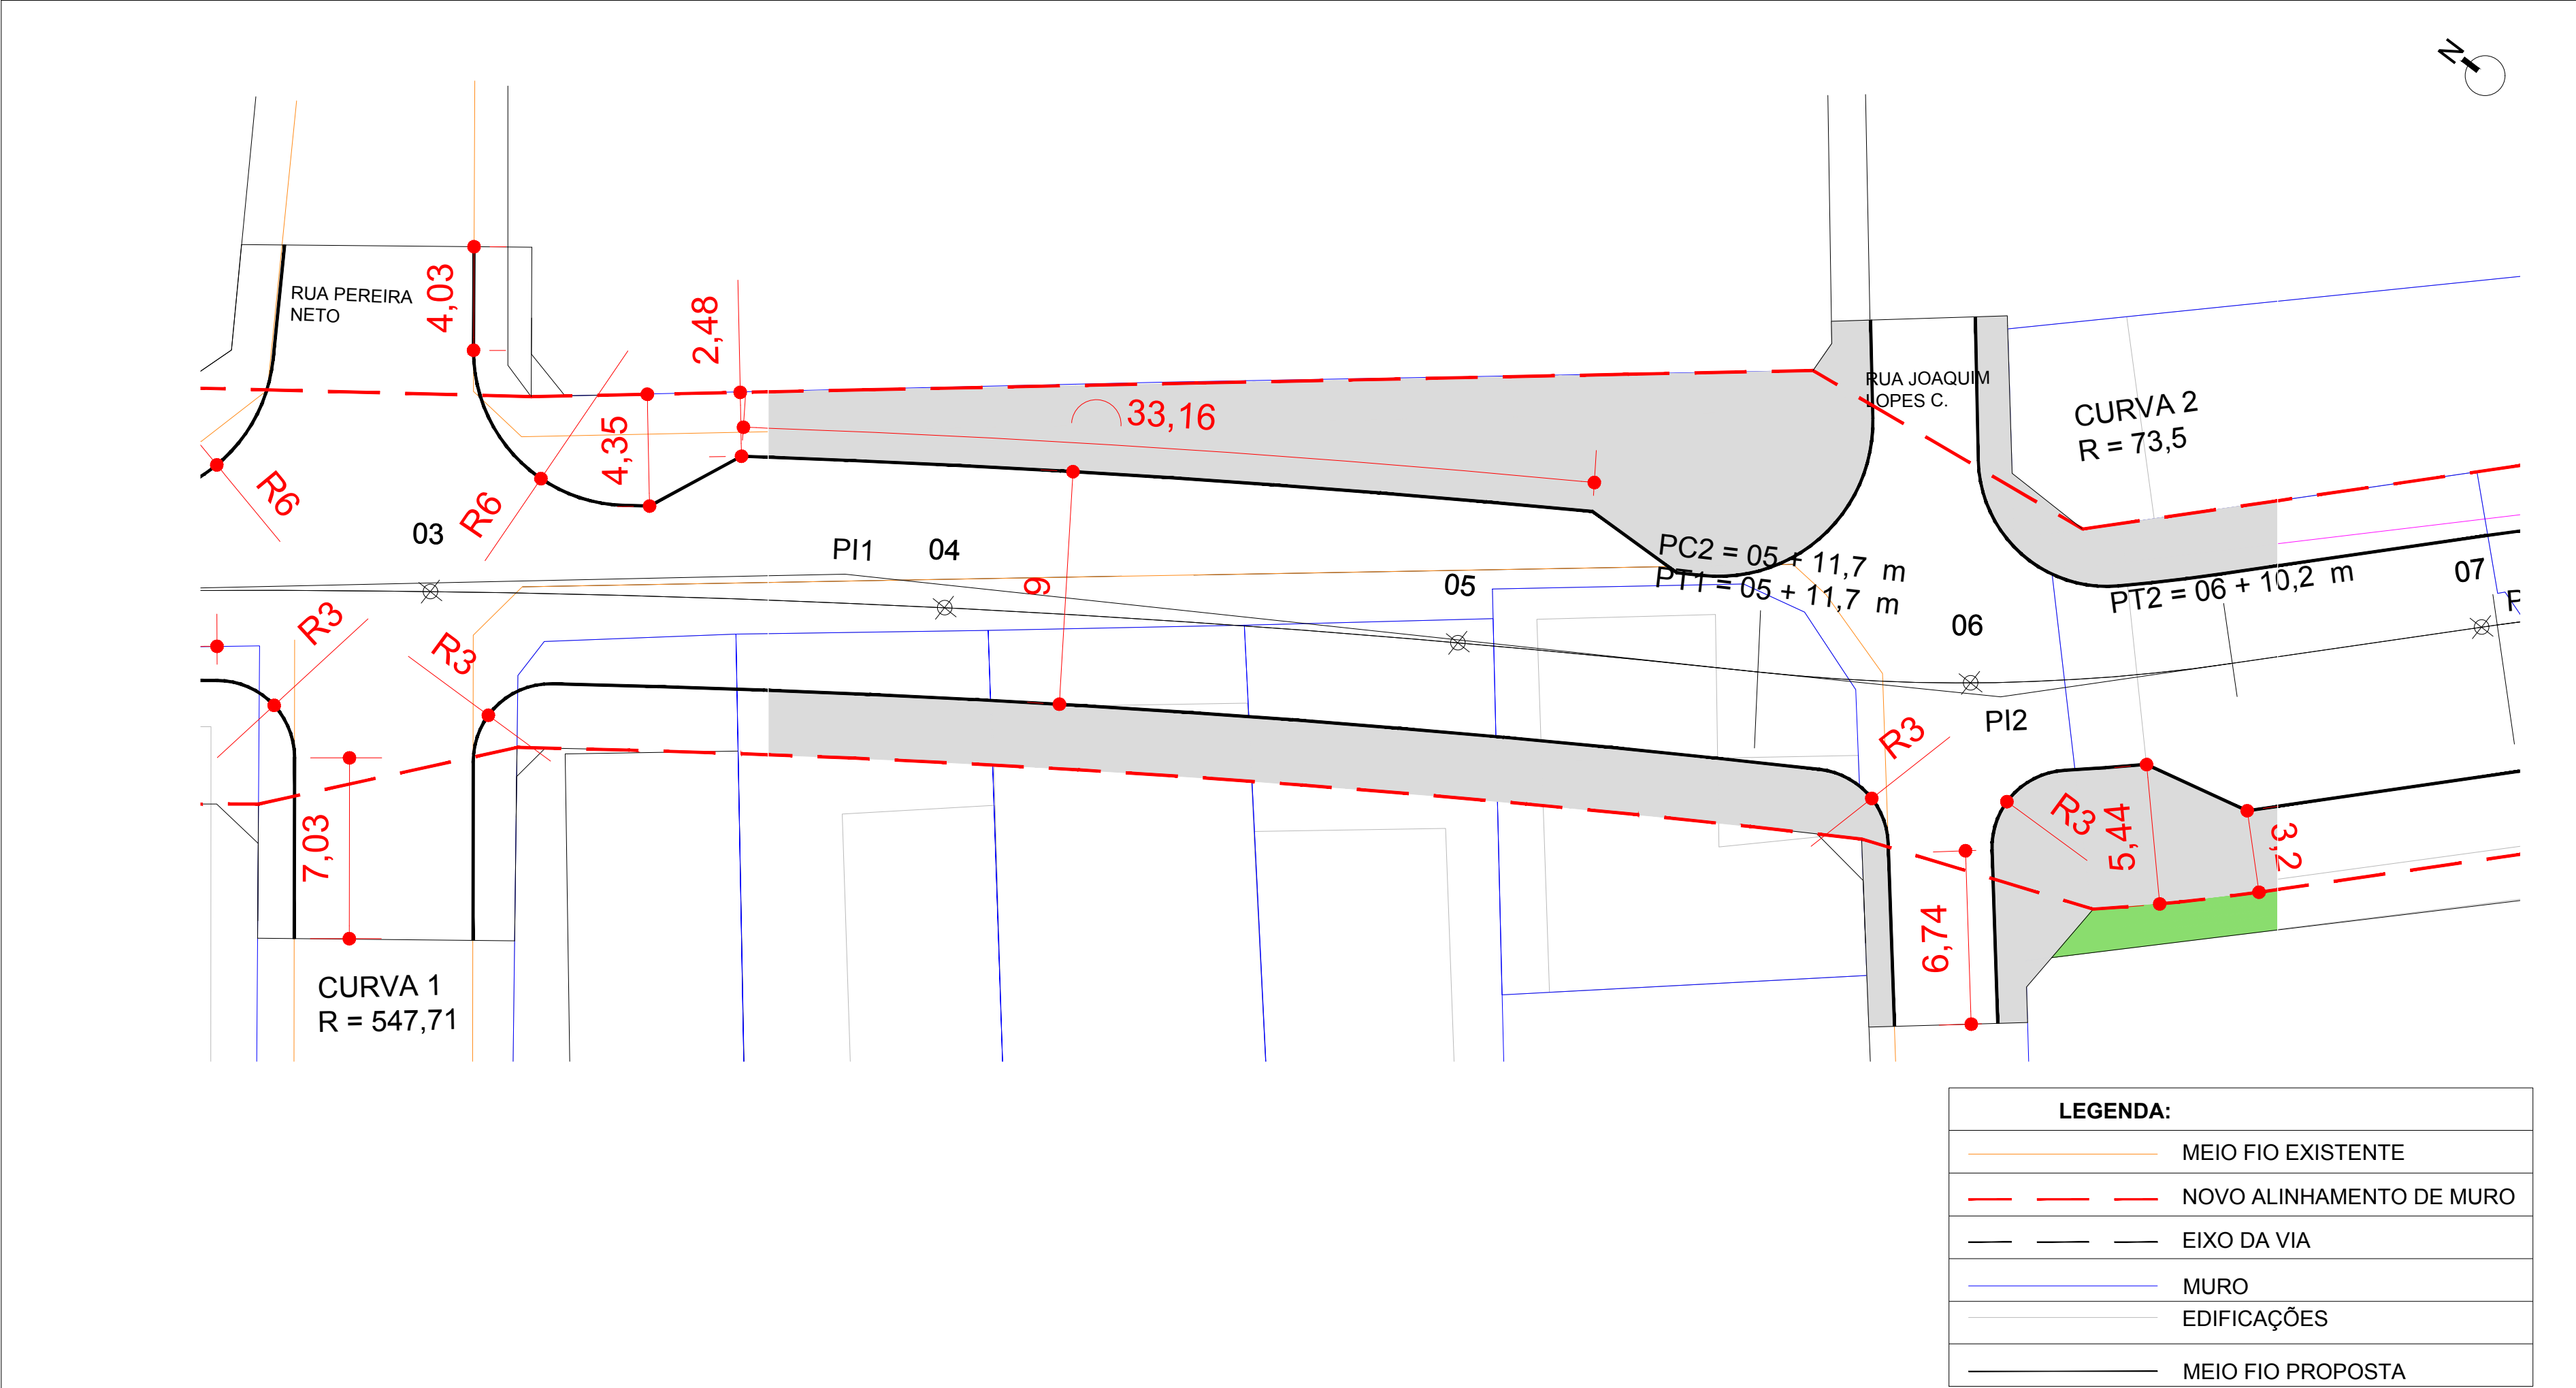 N
RUA PEREIRA
NETO
4,03
2,48
4,35
33,16
RUA JOAQUIM
LOPES C.
CURVA 2
R = 73,5
R6
R6
03
PI1
04
9
05
PC2 = 05 + 11,7 m
PT1 = 05 + 11,7 m
06
PT2 = 06 + 10,2 m
07
R3
R3
PI2
R3
R3
5,44
3,2
7,03
6,74
CURVA 1
R = 547,71
LEGENDA:
MEIO FIO EXISTENTE
NOVO ALINHAMENTO DE MURO
EIXO DA VIA
MURO
EDIFICAÇÕES
MEIO FIO PROPOSTA